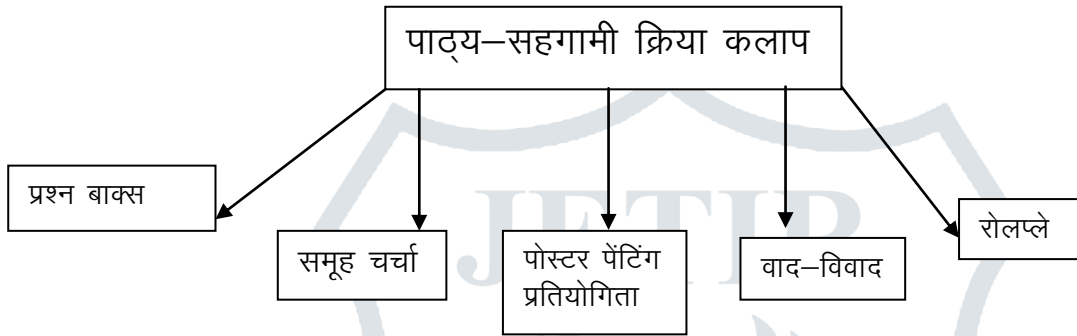 पाठ्य–सहगामी क्रिया कलाप
प्रश्न बाक्स
समूह चर्चा
पोस्टर पेंटिंग
प्रतियोगिता
वाद–विवाद
रोलप्ले
JETIR